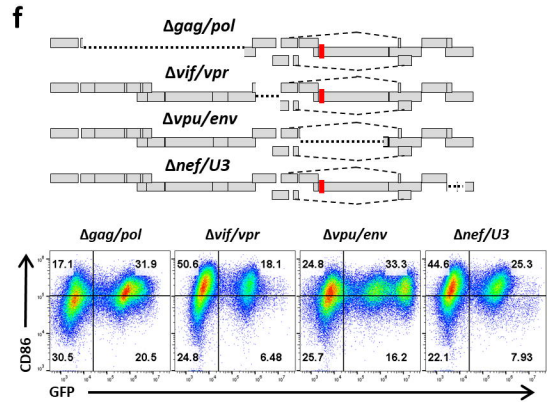 f
Δgag/pol
Δvif/vpr
Δvpu/env
Δnef/U3
Δgag/pol Δvif/vpr Δvpu/env Δnef/U3
17.1 31.9 50.6 18.1 24.8 33.3 44.6 25.3
30.5 20.5 24.8 6.48 25.7 16.2 22.1 7.93
CD86
GFP